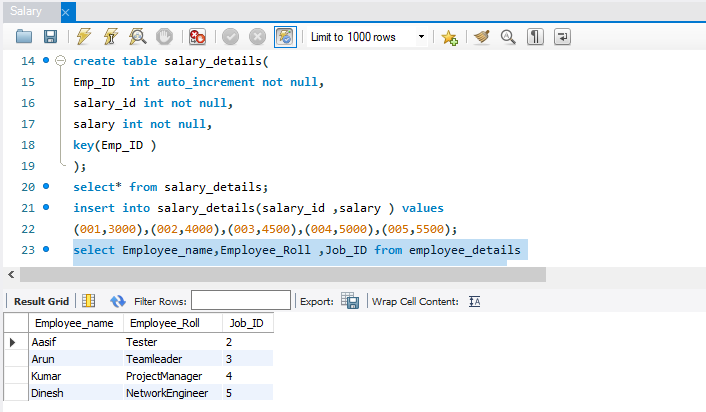 Salary
Limit to 1000 rows
14 create table salary_details(
15 Emp_ID  int auto_increment not null,
16 salary_id int not null,
17 salary int not null,
18 key(Emp_ID )
19 );
20 select* from salary_details;
21 insert into salary_details(salary_id ,salary ) values
22 (001,3000),(002,4000),(003,4500),(004,5000),(005,5500);
23 select Employee_name,Employee_Roll ,Job_ID from employee_details
Result Grid Filter Rows: Export: Wrap Cell Content:
Employee_name Employee_Roll Job_ID
Aasif Tester 2
Arun Teamleader 3
Kumar ProjectManager 4
Dinesh NetworkEngineer 5